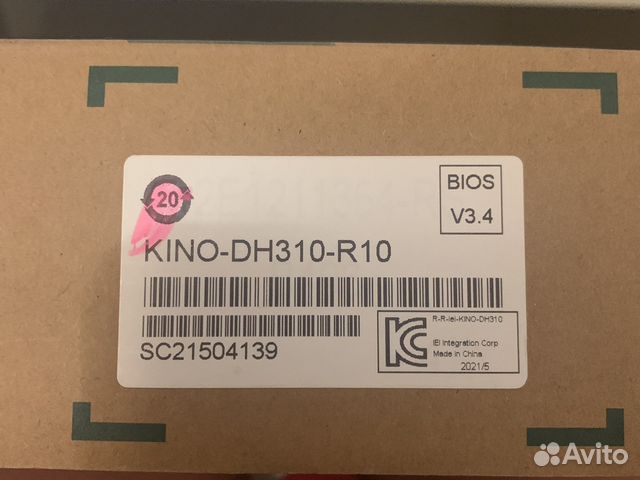 20
BIOS
V3.4
KINO-DH310-R10
R-R-Iei-KINO-DH310
IEI Integration Corp
Made in China
2021/5
SC21504139
Avito